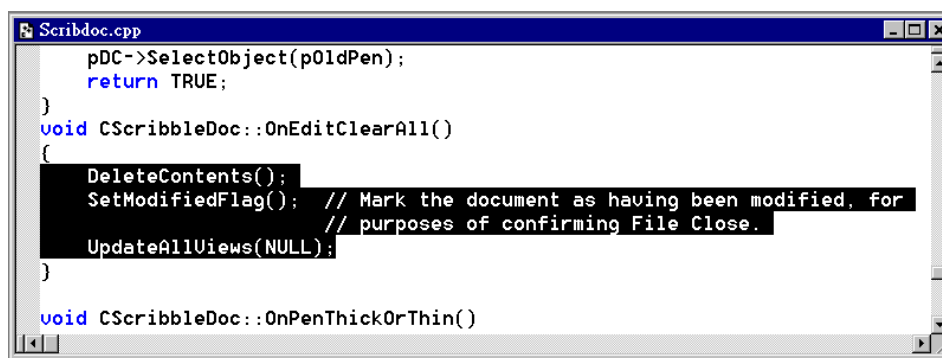 Scribdoc.cpp
pDC->SelectObject(pOldPen);
return TRUE;
}
void CScribbleDoc::OnEditClearAll()
{
DeleteContents();
SetModifiedFlag();  // Mark the document as having been modified, for
// purposes of confirming File Close.
UpdateAllViews(NULL);
}
void CScribbleDoc::OnPenThickOrThin()